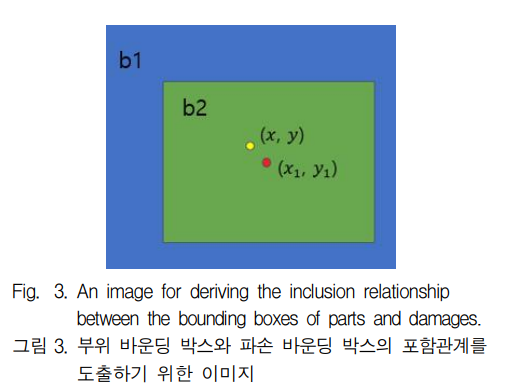 b1
b2
(x, y)
(x₁, y₁)
Fig. 3. An image for deriving the inclusion relationship
between the bounding boxes of parts and damages.
그림 3. 부위 바운딩 박스와 파손 바운딩 박스의 포함관계를
도출하기 위한 이미지